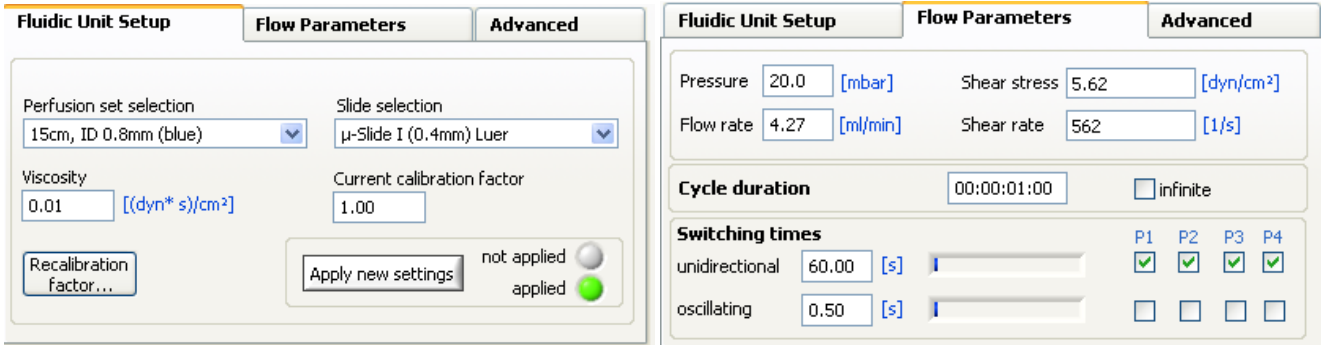 Fluidic Unit Setup Flow Parameters Advanced
Perfusion set selection Slide selection
15cm, ID 0.8mm (blue) µ-Slide I (0.4mm) Luer
Viscosity Current calibration factor
0.01 [(dyn* s)/cm²] 1.00
Recalibration
factor...
Apply new settings
not applied
applied
Fluidic Unit Setup Flow Parameters Advanced
Pressure 20.0 [mbar] Shear stress 5.62 [dyn/cm²]
Flow rate 4.27 [ml/min] Shear rate 562 [1/s]
Cycle duration 00:00:01:00 infinite
Switching times P1 P2 P3 P4
unidirectional 60.00 [s]
oscillating 0.50 [s]